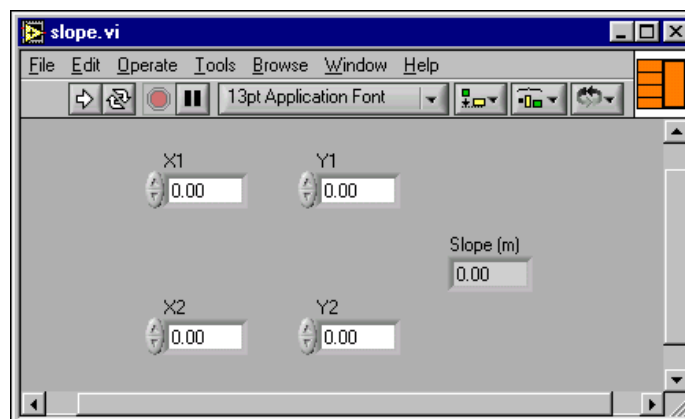 slope.vi
File Edit Operate Tools Browse Window Help
13pt Application Font
X1 Y1
0.00 0.00
Slope (m)
0.00
X2 Y2
0.00 0.00